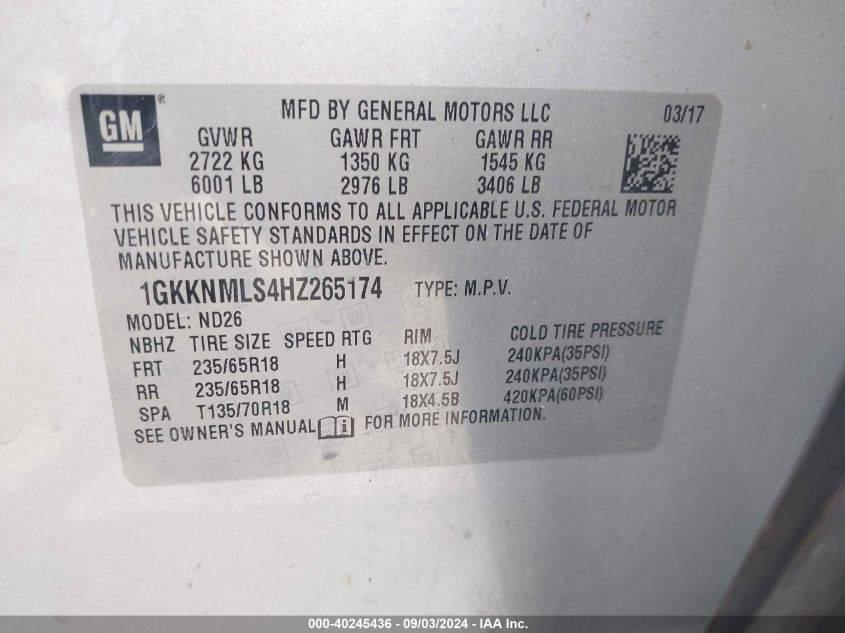 GM®
MFD BY GENERAL MOTORS LLC 03/17
GVWR GAWR FRT GAWR RR
2722 KG 1350 KG 1545 KG
6001 LB 2976 LB 3406 LB
THIS VEHICLE CONFORMS TO ALL APPLICABLE U.S. FEDERAL MOTOR
VEHICLE SAFETY STANDARDS IN EFFECT ON THE DATE OF
MANUFACTURE SHOWN ABOVE.
1GKKNMLS4HZ265174 TYPE: M.P.V.
MODEL: ND26
NBHZ TIRE SIZE SPEED RTG RIM COLD TIRE PRESSURE
FRT 235/65R18 H 18X7.5J 240KPA(35PSI)
RR 235/65R18 H 18X7.5J 240KPA(35PSI)
SPA T135/70R18 M 18X4.5B 420KPA(60PSI)
SEE OWNER'S MANUAL i FOR MORE INFORMATION.
000-40245436 - 09/03/2024 - IAA Inc.